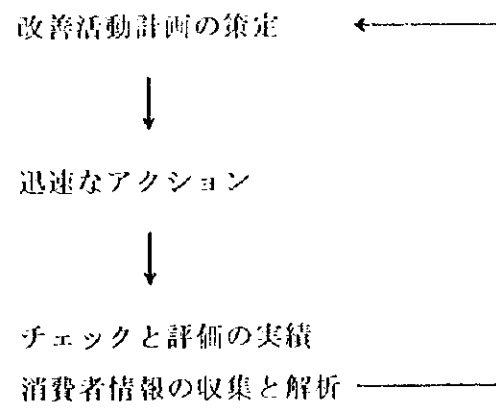 改善活動計画の策定
迅速なアクション
チェックと評価の実績
消費者情報の収集と解析